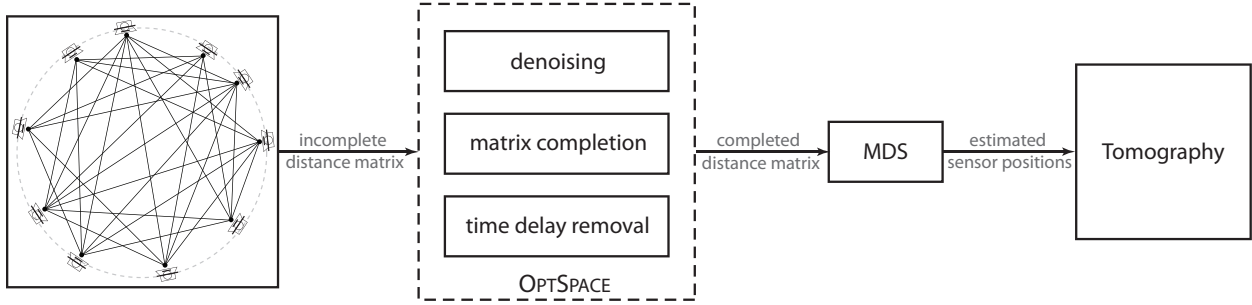 incomplete
distance matrix
denoising
matrix completion
time delay removal
OPTSPACE
completed
distance matrix
MDS
estimated
sensor positions
Tomography